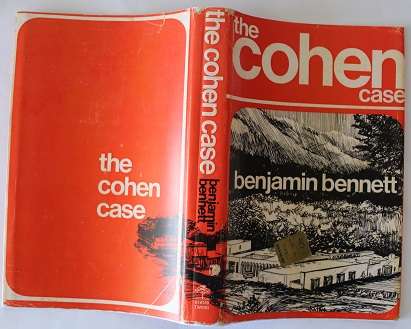 the
cohen
case
benjamin bennett
the cohen case
benjamin
bennett
the
cohen
case